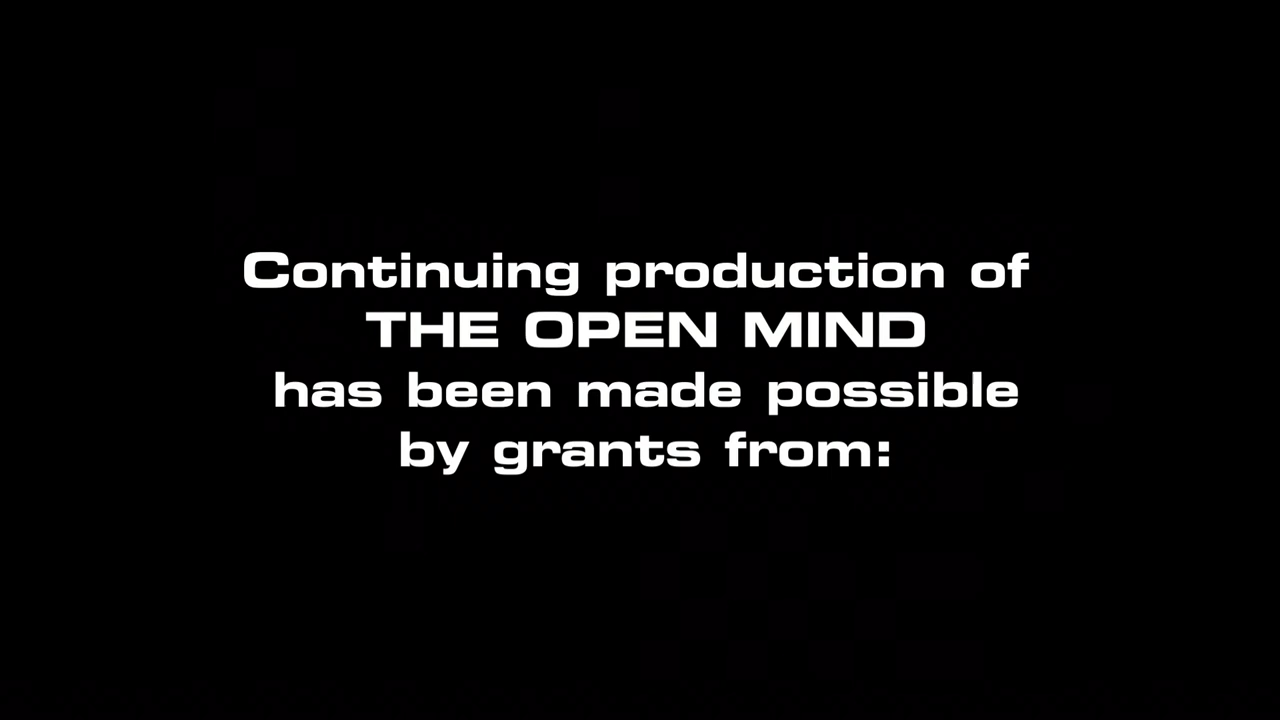 Continuing production of
THE OPEN MIND
has been made possible
by grants from: